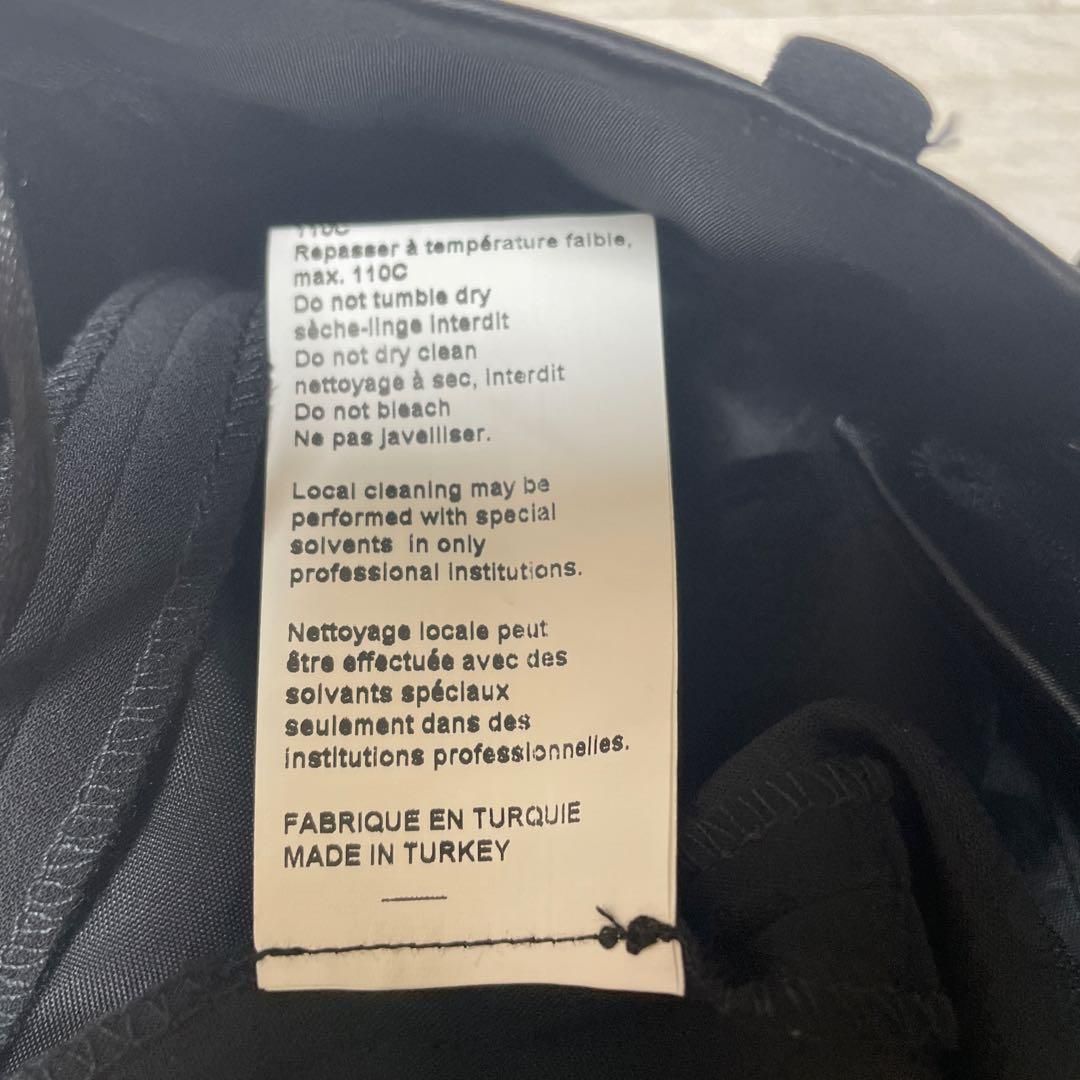 110C
Repasser à température faible,
max. 110C
Do not tumble dry
sèche-linge interdit
Do not dry clean
nettoyage à sec, interdit
Do not bleach
Ne pas javelliser.
Local cleaning may be
performed with special
solvents in only
professional institutions.
Nettoyage locale peut
être effectuée avec des
solvants spéciaux
seulement dans des
institutions professionnelles.
FABRIQUE EN TURQUIE
MADE IN TURKEY